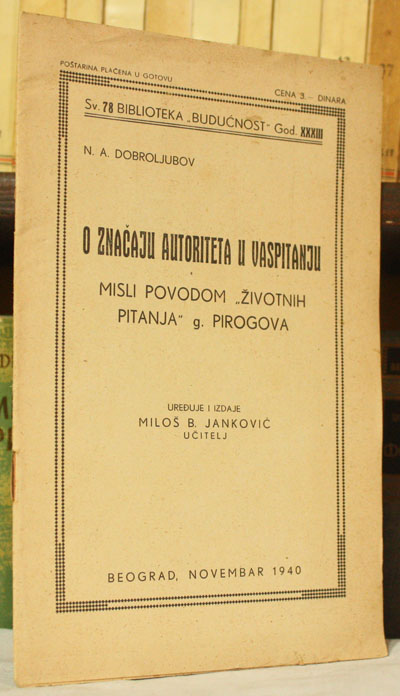 POŠTARINA PLAĆENA U GOTOVU
CENA 3.— DINARA
Sv. 78 BIBLIOTEKA „BUDUĆNOST" God. XXXIII
N. A. DOBROLJUBOV
O ZNAČAJU AUTORITETA U VASPITANJU
MISLI POVODOM „ŽIVOTNIH
PITANJA" g. PIROGOVA
UREĐUJE I IZDAJE
MILOŠ B. JANKOVIĆ
UČITELJ
BEOGRAD, NOVEMBAR 1940